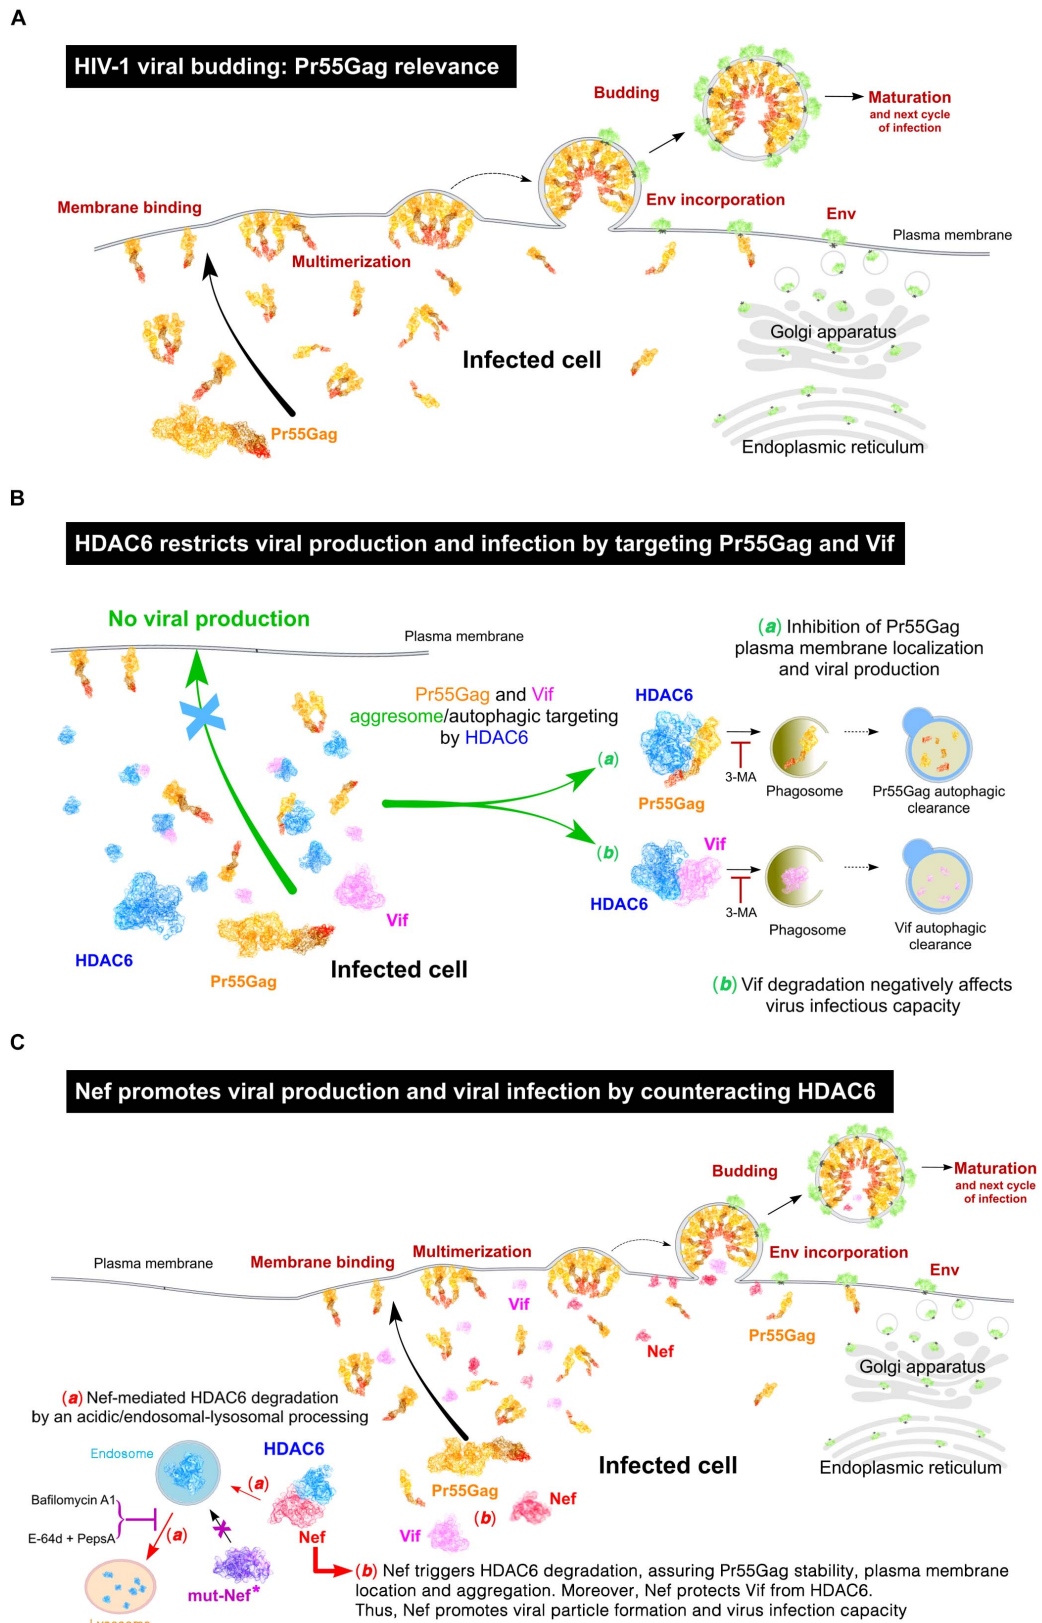 A
HIV-1 viral budding: Pr55Gag relevance
Budding
Maturation
and next cycle
of infection
Membrane binding
Env incorporation
Env
Plasma membrane
Multimerization
Golgi apparatus
Infected cell
Pr55Gag
Endoplasmic reticulum
B
HDAC6 restricts viral production and infection by targeting Pr55Gag and Vif
No viral production
Plasma membrane
(a) Inhibition of Pr55Gag
plasma membrane localization
and viral production
Pr55Gag and Vif
aggresome/autophagic targeting
by HDAC6
HDAC6
(a)
3-MA
Pr55Gag
Phagosome
Pr55Gag autophagic
clearance
(b)
Vif
HDAC6
3-MA
Phagosome
Vif autophagic
clearance
Vif
HDAC6
Pr55Gag
Infected cell
(b) Vif degradation negatively affects
virus infectious capacity
C
Nef promotes viral production and viral infection by counteracting HDAC6
Budding
Maturation
and next cycle
of infection
Plasma membrane
Membrane binding
Multimerization
Env incorporation
Env
Vif
Nef
Pr55Gag
Golgi apparatus
(a) Nef-mediated HDAC6 degradation
by an acidic/endosomal-lysosomal processing
Endosome
HDAC6
Infected cell
Endoplasmic reticulum
(a)
Pr55Gag
Nef
(b)
Bafilomycin A1
E-64d + PepsA
(a)
Nef
Vif
mut-Nef*
(b) Nef triggers HDAC6 degradation, assuring Pr55Gag stability, plasma membrane
location and aggregation. Moreover, Nef protects Vif from HDAC6.
Thus, Nef promotes viral particle formation and virus infection capacity